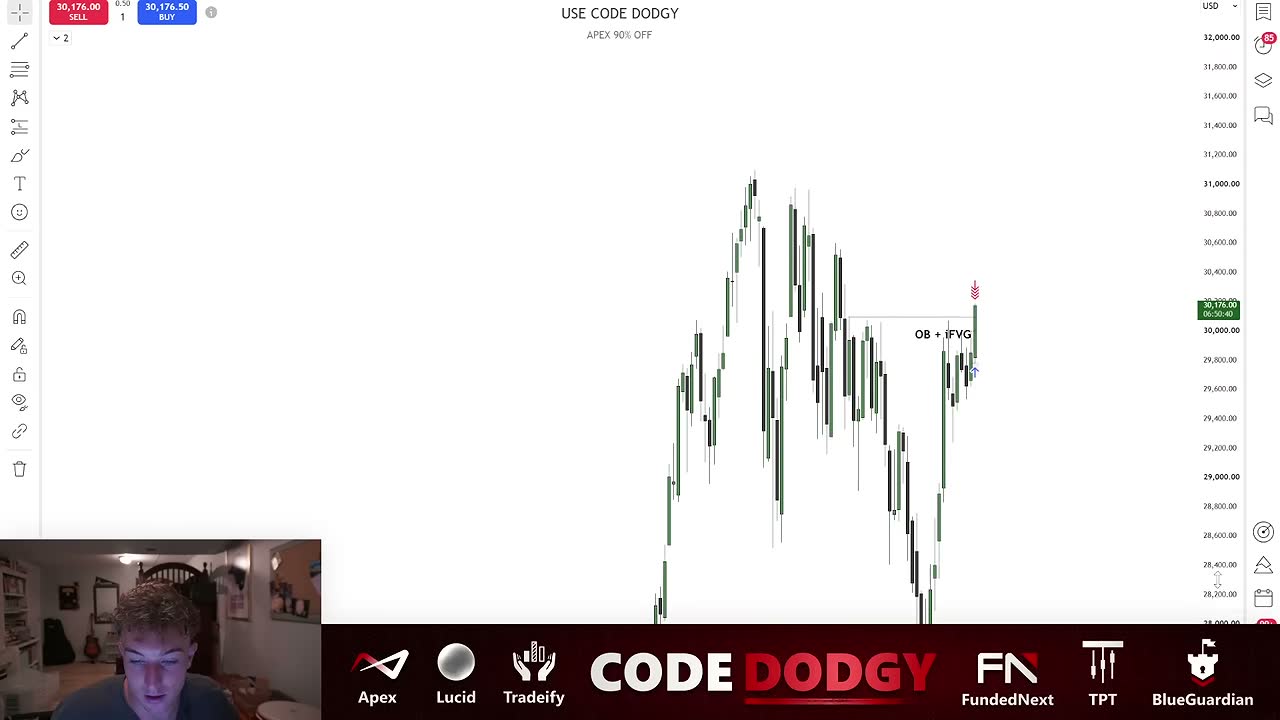 30,176.00
SELL
0.50
1
30,176.50
BUY
2
USE CODE DODGY
APEX 90% OFF
USD
85
32,000.00
31,800.00
31,600.00
31,400.00
31,200.00
31,000.00
30,800.00
30,600.00
30,400.00
30,176.00
06:50:40
30,000.00
29,800.00
29,600.00
29,400.00
29,200.00
29,000.00
28,800.00
28,600.00
28,400.00
28,200.00
OB + iFVG
Apex
Lucid
Tradeify
CODE DODGY
FN
FundedNext
TPT
BlueGuardian